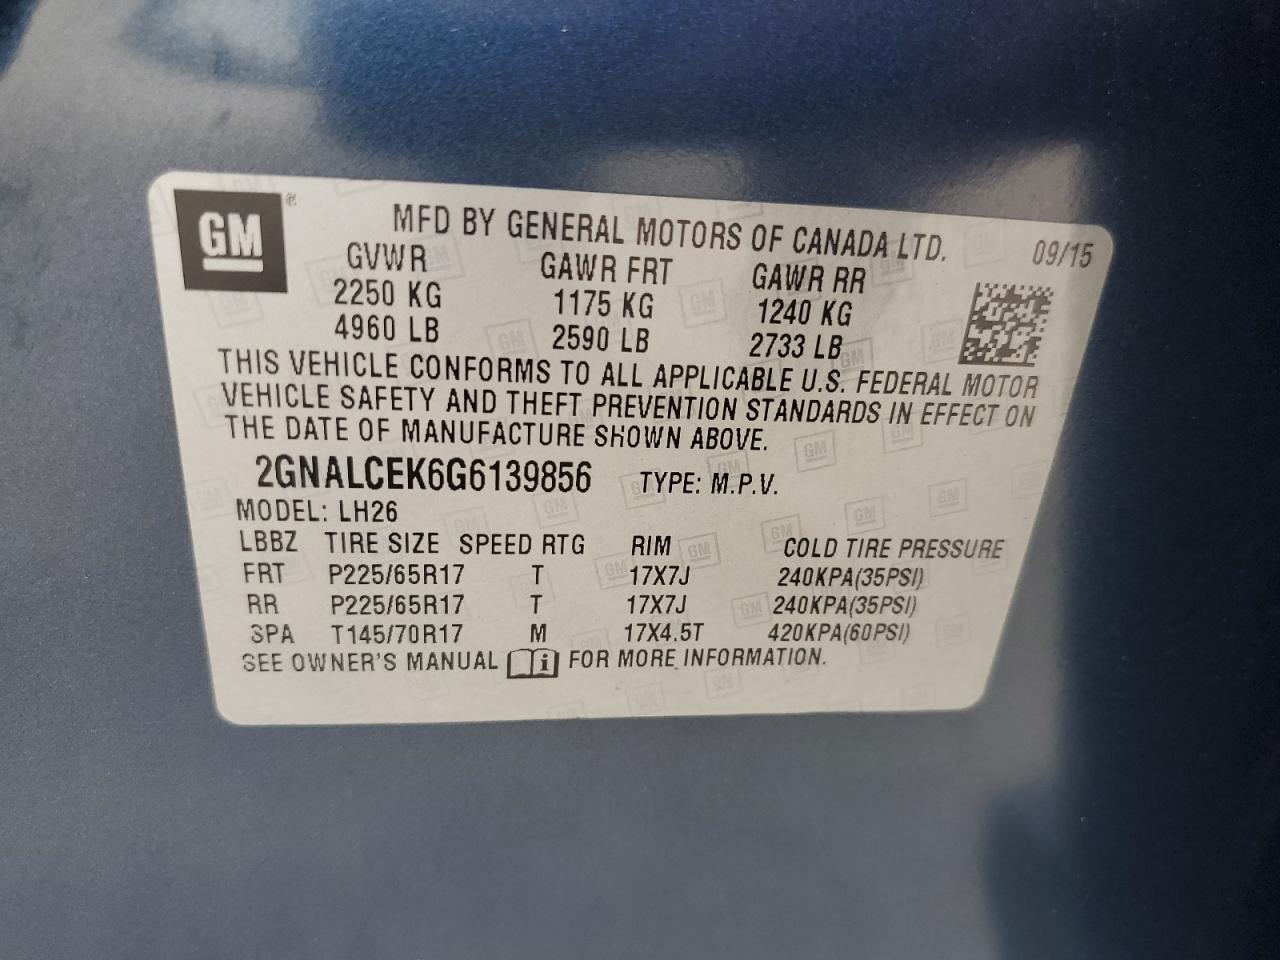 GM ®
MFD BY GENERAL MOTORS OF CANADA LTD. 09/15
GVWR GAWR FRT GAWR RR
2250 KG 1175 KG 1240 KG
4960 LB 2590 LB 2733 LB
THIS VEHICLE CONFORMS TO ALL APPLICABLE U.S. FEDERAL MOTOR
VEHICLE SAFETY AND THEFT PREVENTION STANDARDS IN EFFECT ON
THE DATE OF MANUFACTURE SHOWN ABOVE.
2GNALCEK6G6139856 TYPE: M.P.V.
MODEL: LH26
LBBZ TIRE SIZE SPEED RTG RIM COLD TIRE PRESSURE
FRT P225/65R17 T 17X7J 240KPA(35PSI)
RR P225/65R17 T 17X7J 240KPA(35PSI)
SPA T145/70R17 M 17X4.5T 420KPA(60PSI)
SEE OWNER'S MANUAL i FOR MORE INFORMATION.